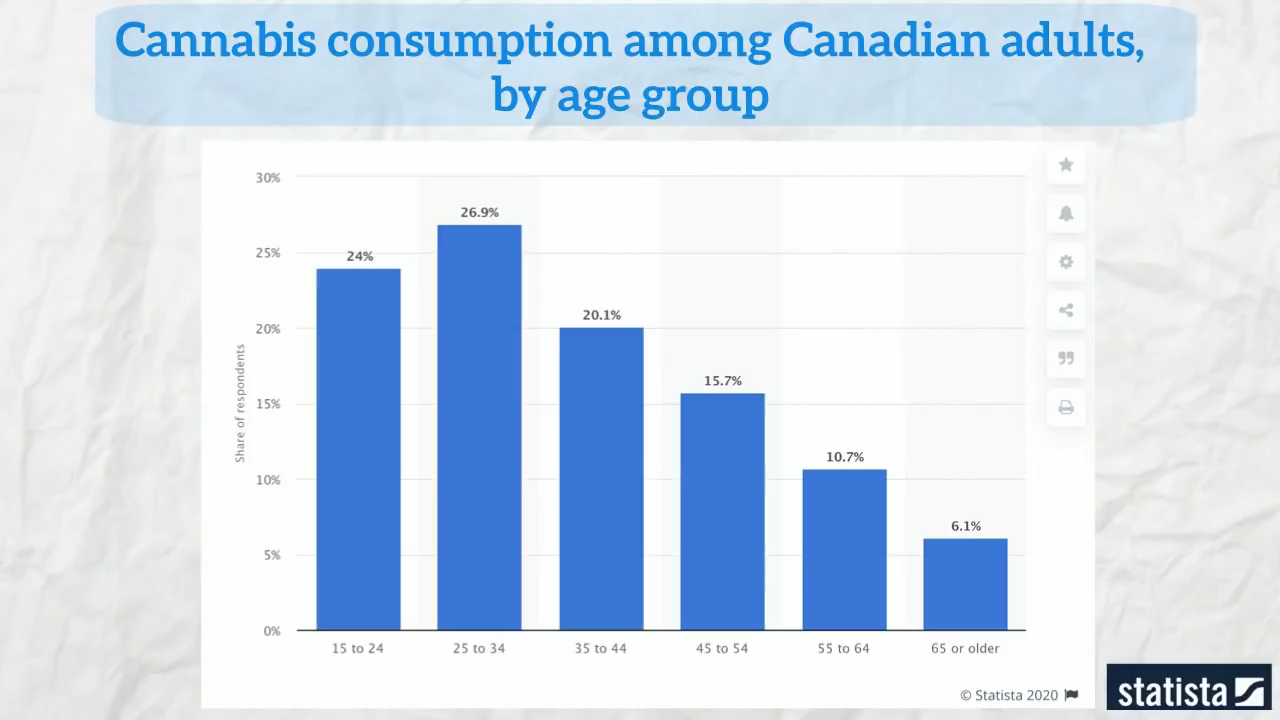 Cannabis consumption among Canadian adults,
by age group
30%
25%
20%
15%
10%
5%
0%
Share of respondents
24%
26.9%
20.1%
15.7%
10.7%
6.1%
15 to 24
25 to 34
35 to 44
45 to 54
55 to 64
65 or older
© Statista 2020
statista